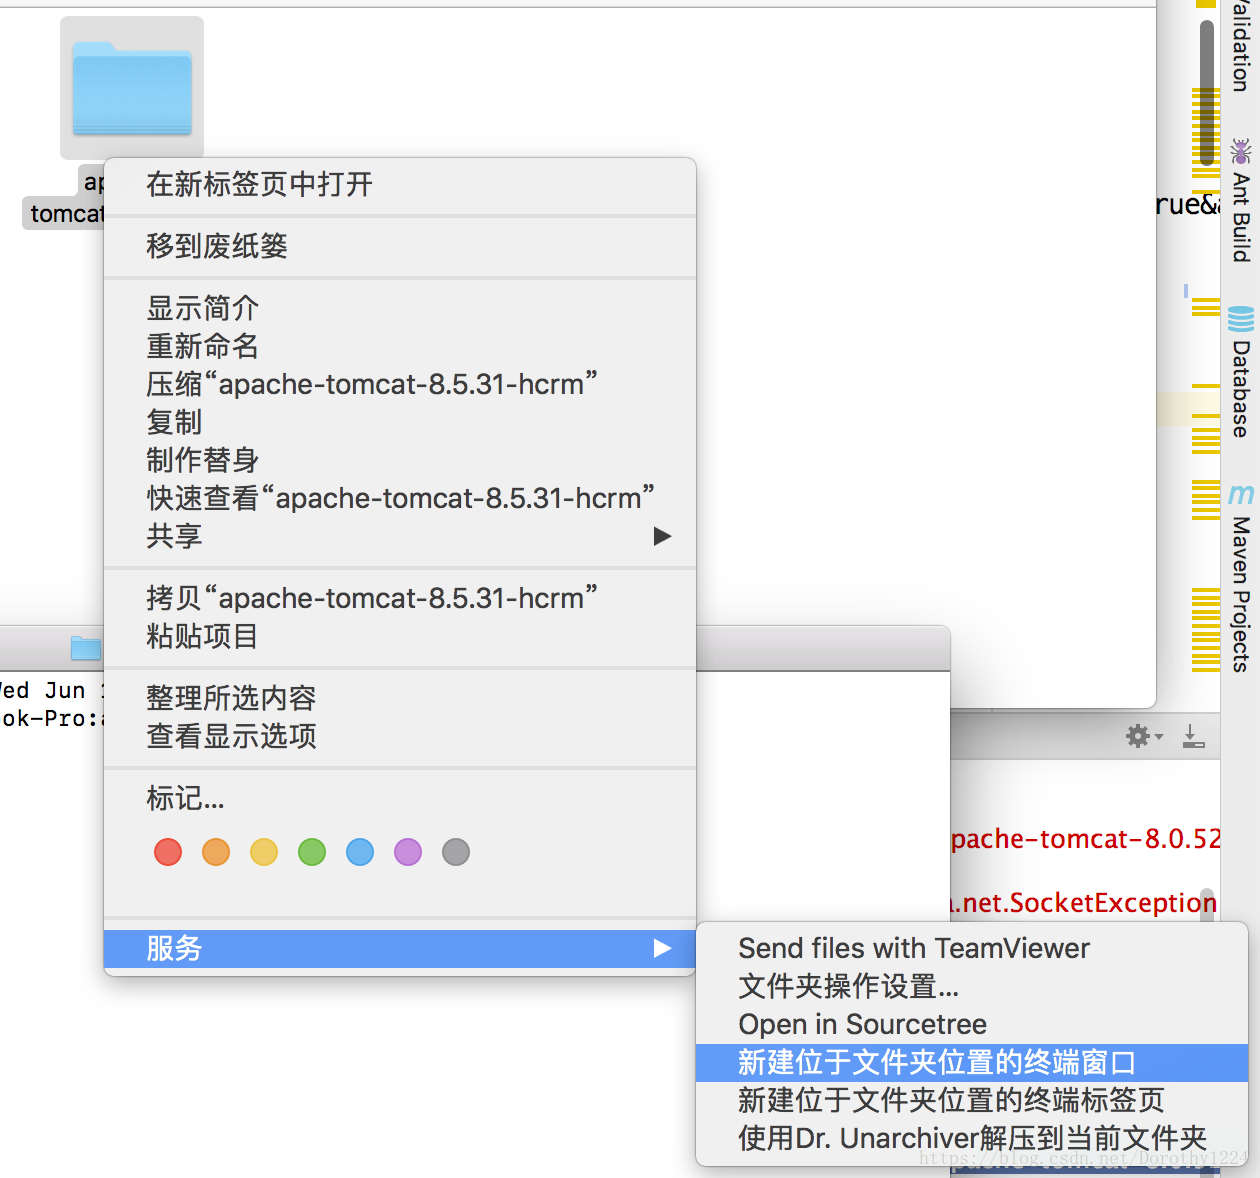 ap
tomcat
在新标签页中打开
移到废纸篓
显示简介
重新命名
压缩“apache-tomcat-8.5.31-hcrm”
复制
制作替身
快速查看“apache-tomcat-8.5.31-hcrm”
共享
拷贝“apache-tomcat-8.5.31-hcrm”
粘贴项目
整理所选内容
查看显示选项
标记...
服务
Send files with TeamViewer
文件夹操作设置...
Open in Sourcetree
新建位于文件夹位置的终端窗口
新建位于文件夹位置的终端标签页
使用Dr. Unarchiver解压到当前文件夹
Wed Jun 1
ok-Pro:a
rue&a
Validation
Ant Build
Database
m
Maven Projects
pache-tomcat-8.0.52
.net.SocketException
https://blog.csdn.net/Dorothy1224